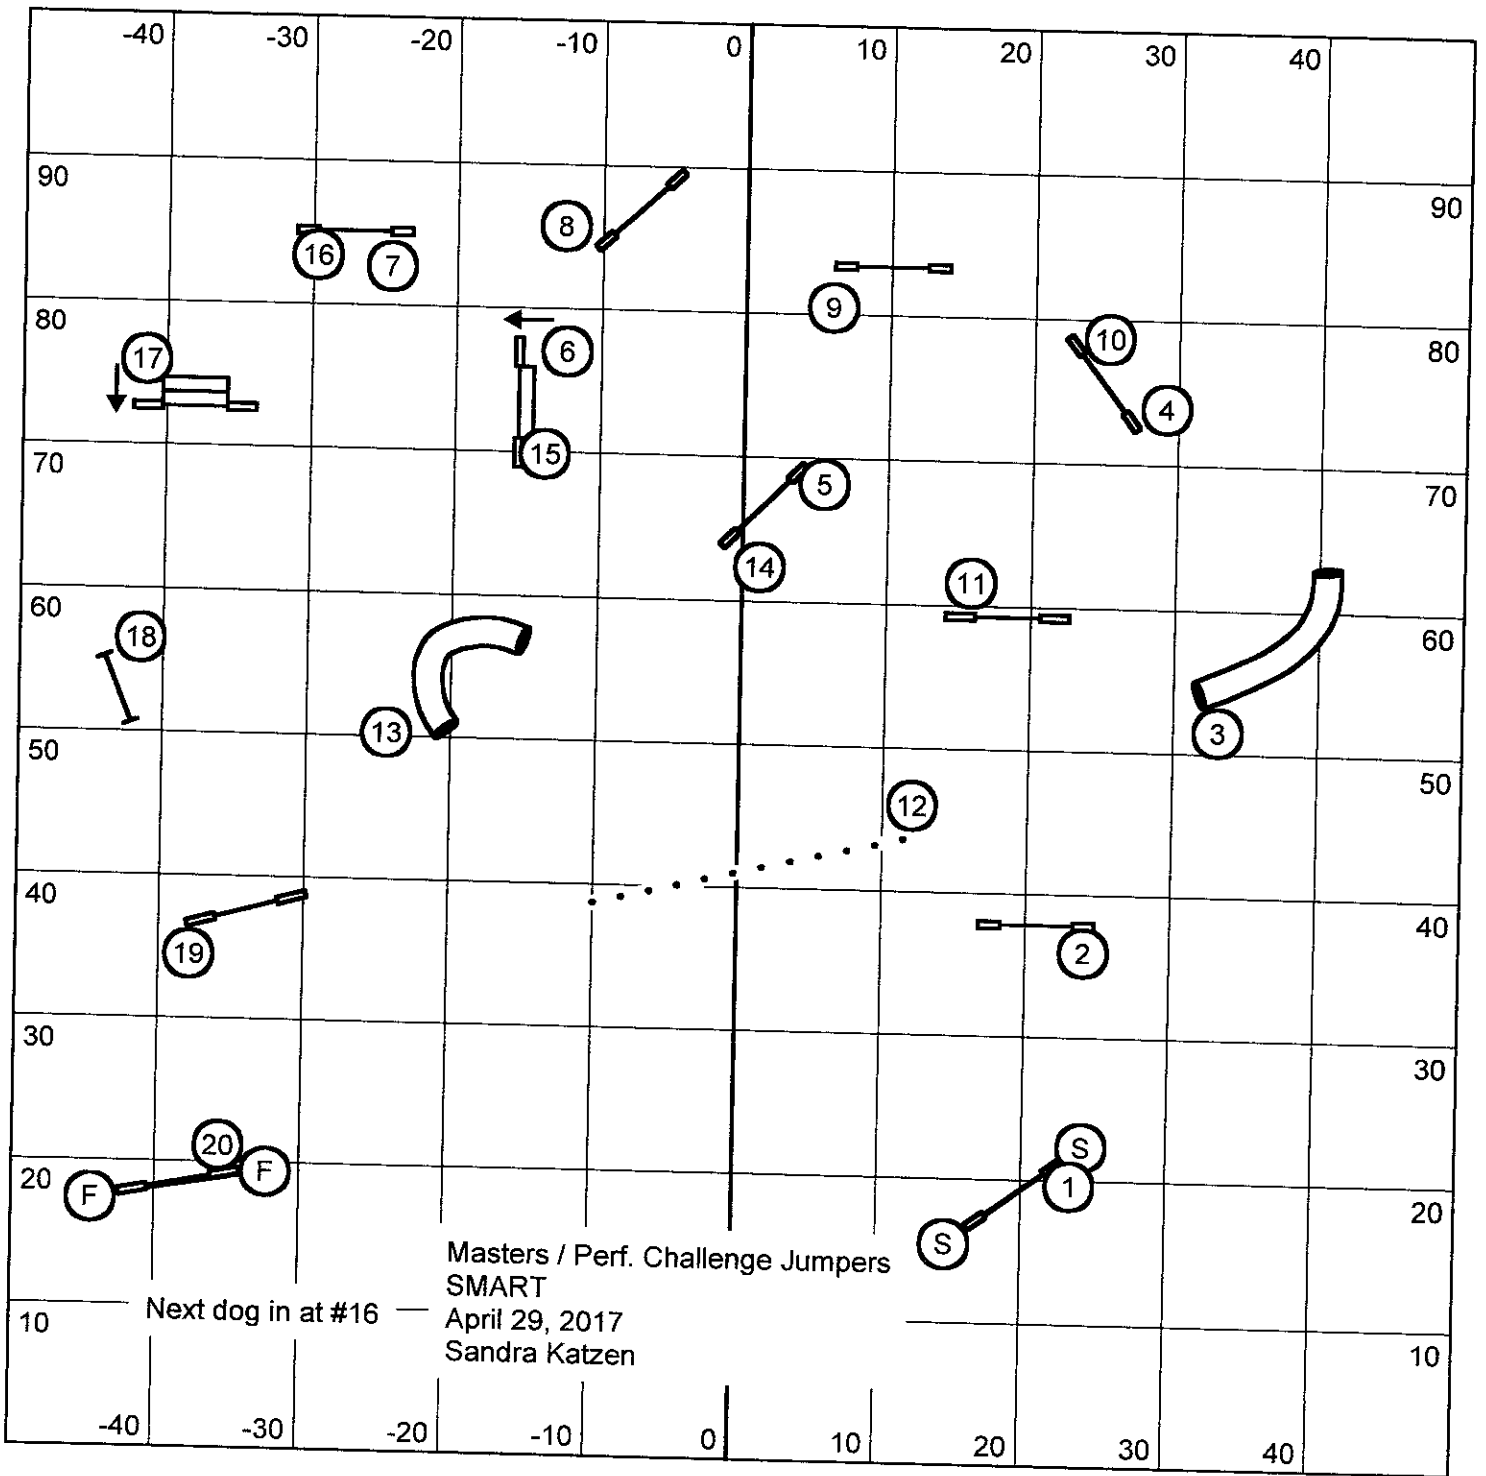 -40 -30 -20 -10 0 10 20 30 40
90 90
8
16 7
9
80 80
17 6 10
4
15
70 70
5
14
11
60 60
18
13 3
50 50
12
40 40
19 2
30 30
20 F S
F 1
20 20
S
Masters / Perf. Challenge Jumpers
SMART
Next dog in at #16
April 29, 2017
Sandra Katzen
10 10
-40 -30 -20 -10 0 10 20 30 40